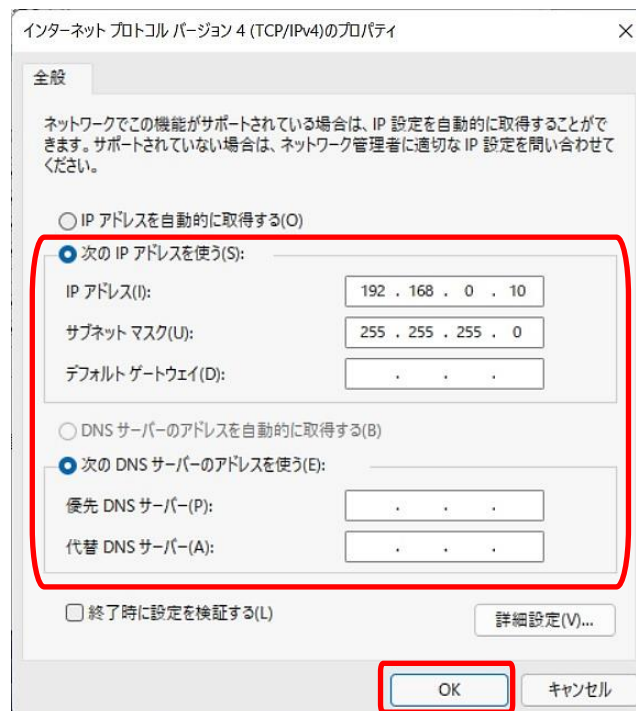 インターネット プロトコル バージョン 4 (TCP/IPv4)のプロパティ
全般
ネットワークでこの機能がサポートされている場合は、IP 設定を自動的に取得することがで
きます。サポートされていない場合は、ネットワーク管理者に適切な IP 設定を問い合わせて
ください。
IP アドレスを自動的に取得する(O)
次の IP アドレスを使う(S):
IP アドレス(I): 192 . 168 . 0 . 10
サブネット マスク(U): 255 . 255 . 255 . 0
デフォルト ゲートウェイ(D): . . .
DNS サーバーのアドレスを自動的に取得する(B)
次の DNS サーバーのアドレスを使う(E):
優先 DNS サーバー(P): . . .
代替 DNS サーバー(A): . . .
終了時に設定を検証する(L)
詳細設定(V)...
OK キャンセル